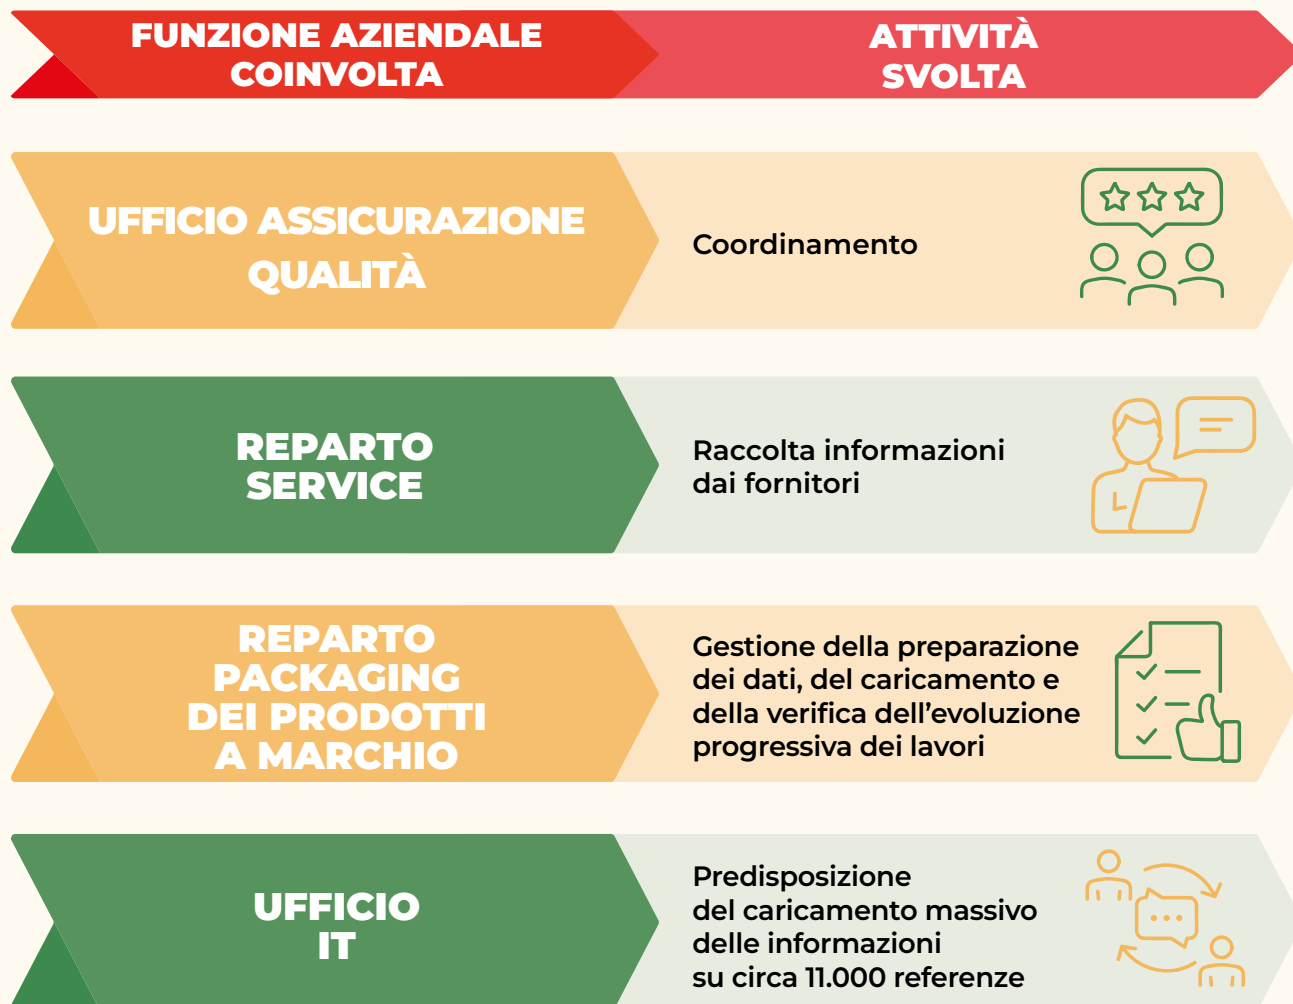 FUNZIONE AZIENDALE
COINVOLTA
ATTIVITÀ
SVOLTA
UFFICIO ASSICURAZIONE
QUALITÀ
Coordinamento
REPARTO
SERVICE
Raccolta informazioni
dai fornitori
REPARTO
PACKAGING
DEI PRODOTTI
A MARCHIO
Gestione della preparazione
dei dati, del caricamento e
della verifica dell’evoluzione
progressiva dei lavori
UFFICIO
IT
Predisposizione
del caricamento massivo
delle informazioni
su circa 11.000 referenze